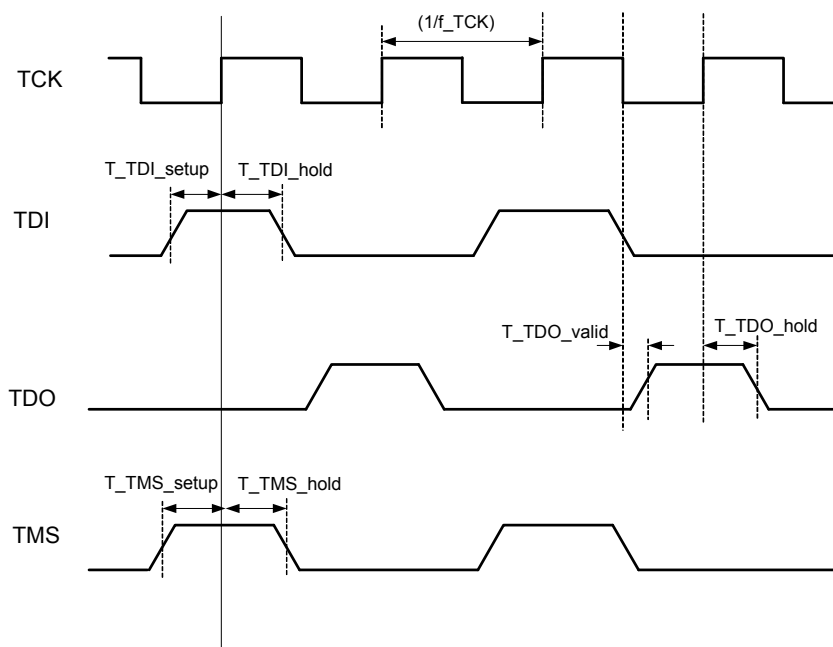 (1/f_TCK)
TCK
T_TDI_setup
T_TDI_hold
TDI
T_TDO_valid
T_TDO_hold
TDO
T_TMS_setup
T_TMS_hold
TMS